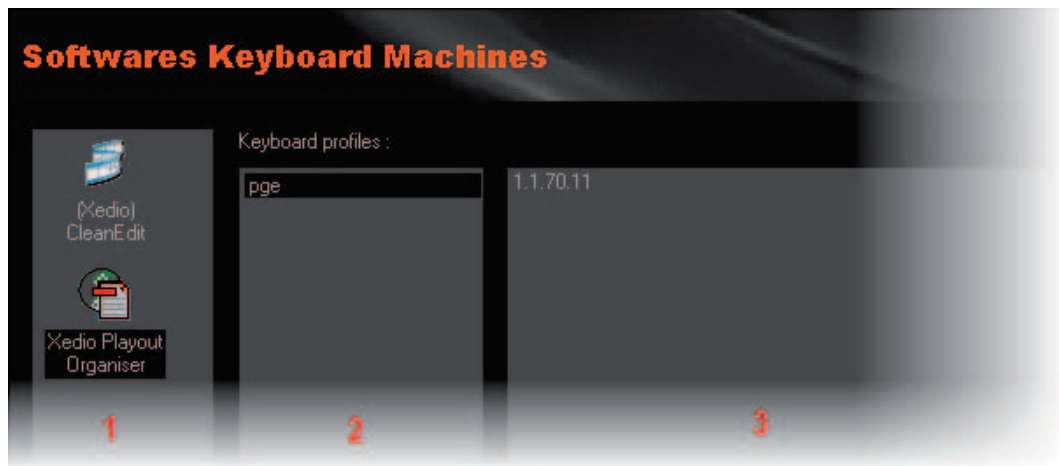 Softwares Keyboard Machines
Keyboard profiles :
(Xedio)
CleanEdit
Xedio Playout
Organiser
pge
1.1.70.11
1
2
3